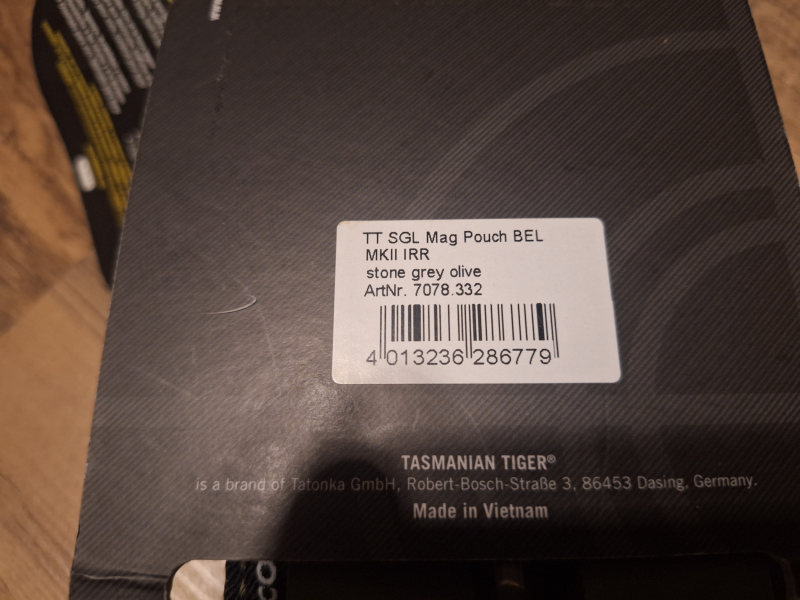 TT SGL Mag Pouch BEL
MKII IRR
stone grey olive
ArtNr. 7078.332
4 013236 286779
TASMANIAN TIGER®
is a brand of Tatonka GmbH, Robert-Bosch-Straße 3, 86453 Dasing, Germany.
Made in Vietnam